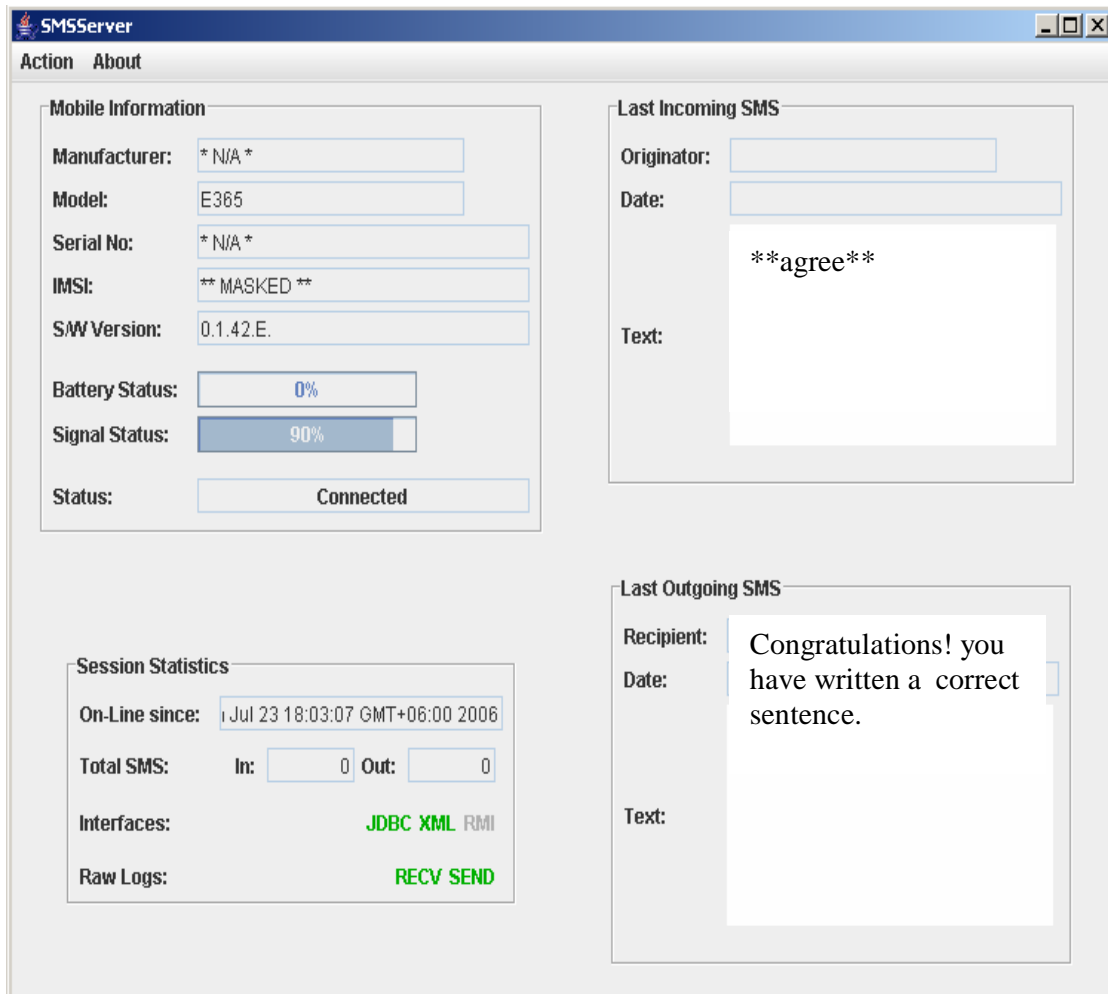 SMSServer
Action About
Mobile Information
Manufacturer: * N/A *
Model: E365
Serial No: * N/A *
IMSI: ** MASKED **
S/W Version: 0.1.42.E.
Battery Status: 0%
Signal Status: 90%
Status: Connected
Last Incoming SMS
Originator:
Date:
**agree**
Text:
Session Statistics
On-Line since: Jul 23 18:03:07 GMT+06:00 2006
Total SMS: In: 0 Out: 0
Interfaces: JDBC XML RMI
Raw Logs: RECV SEND
Last Outgoing SMS
Recipient:
Date:
Congratulations! you
have written a correct
sentence.
Text: